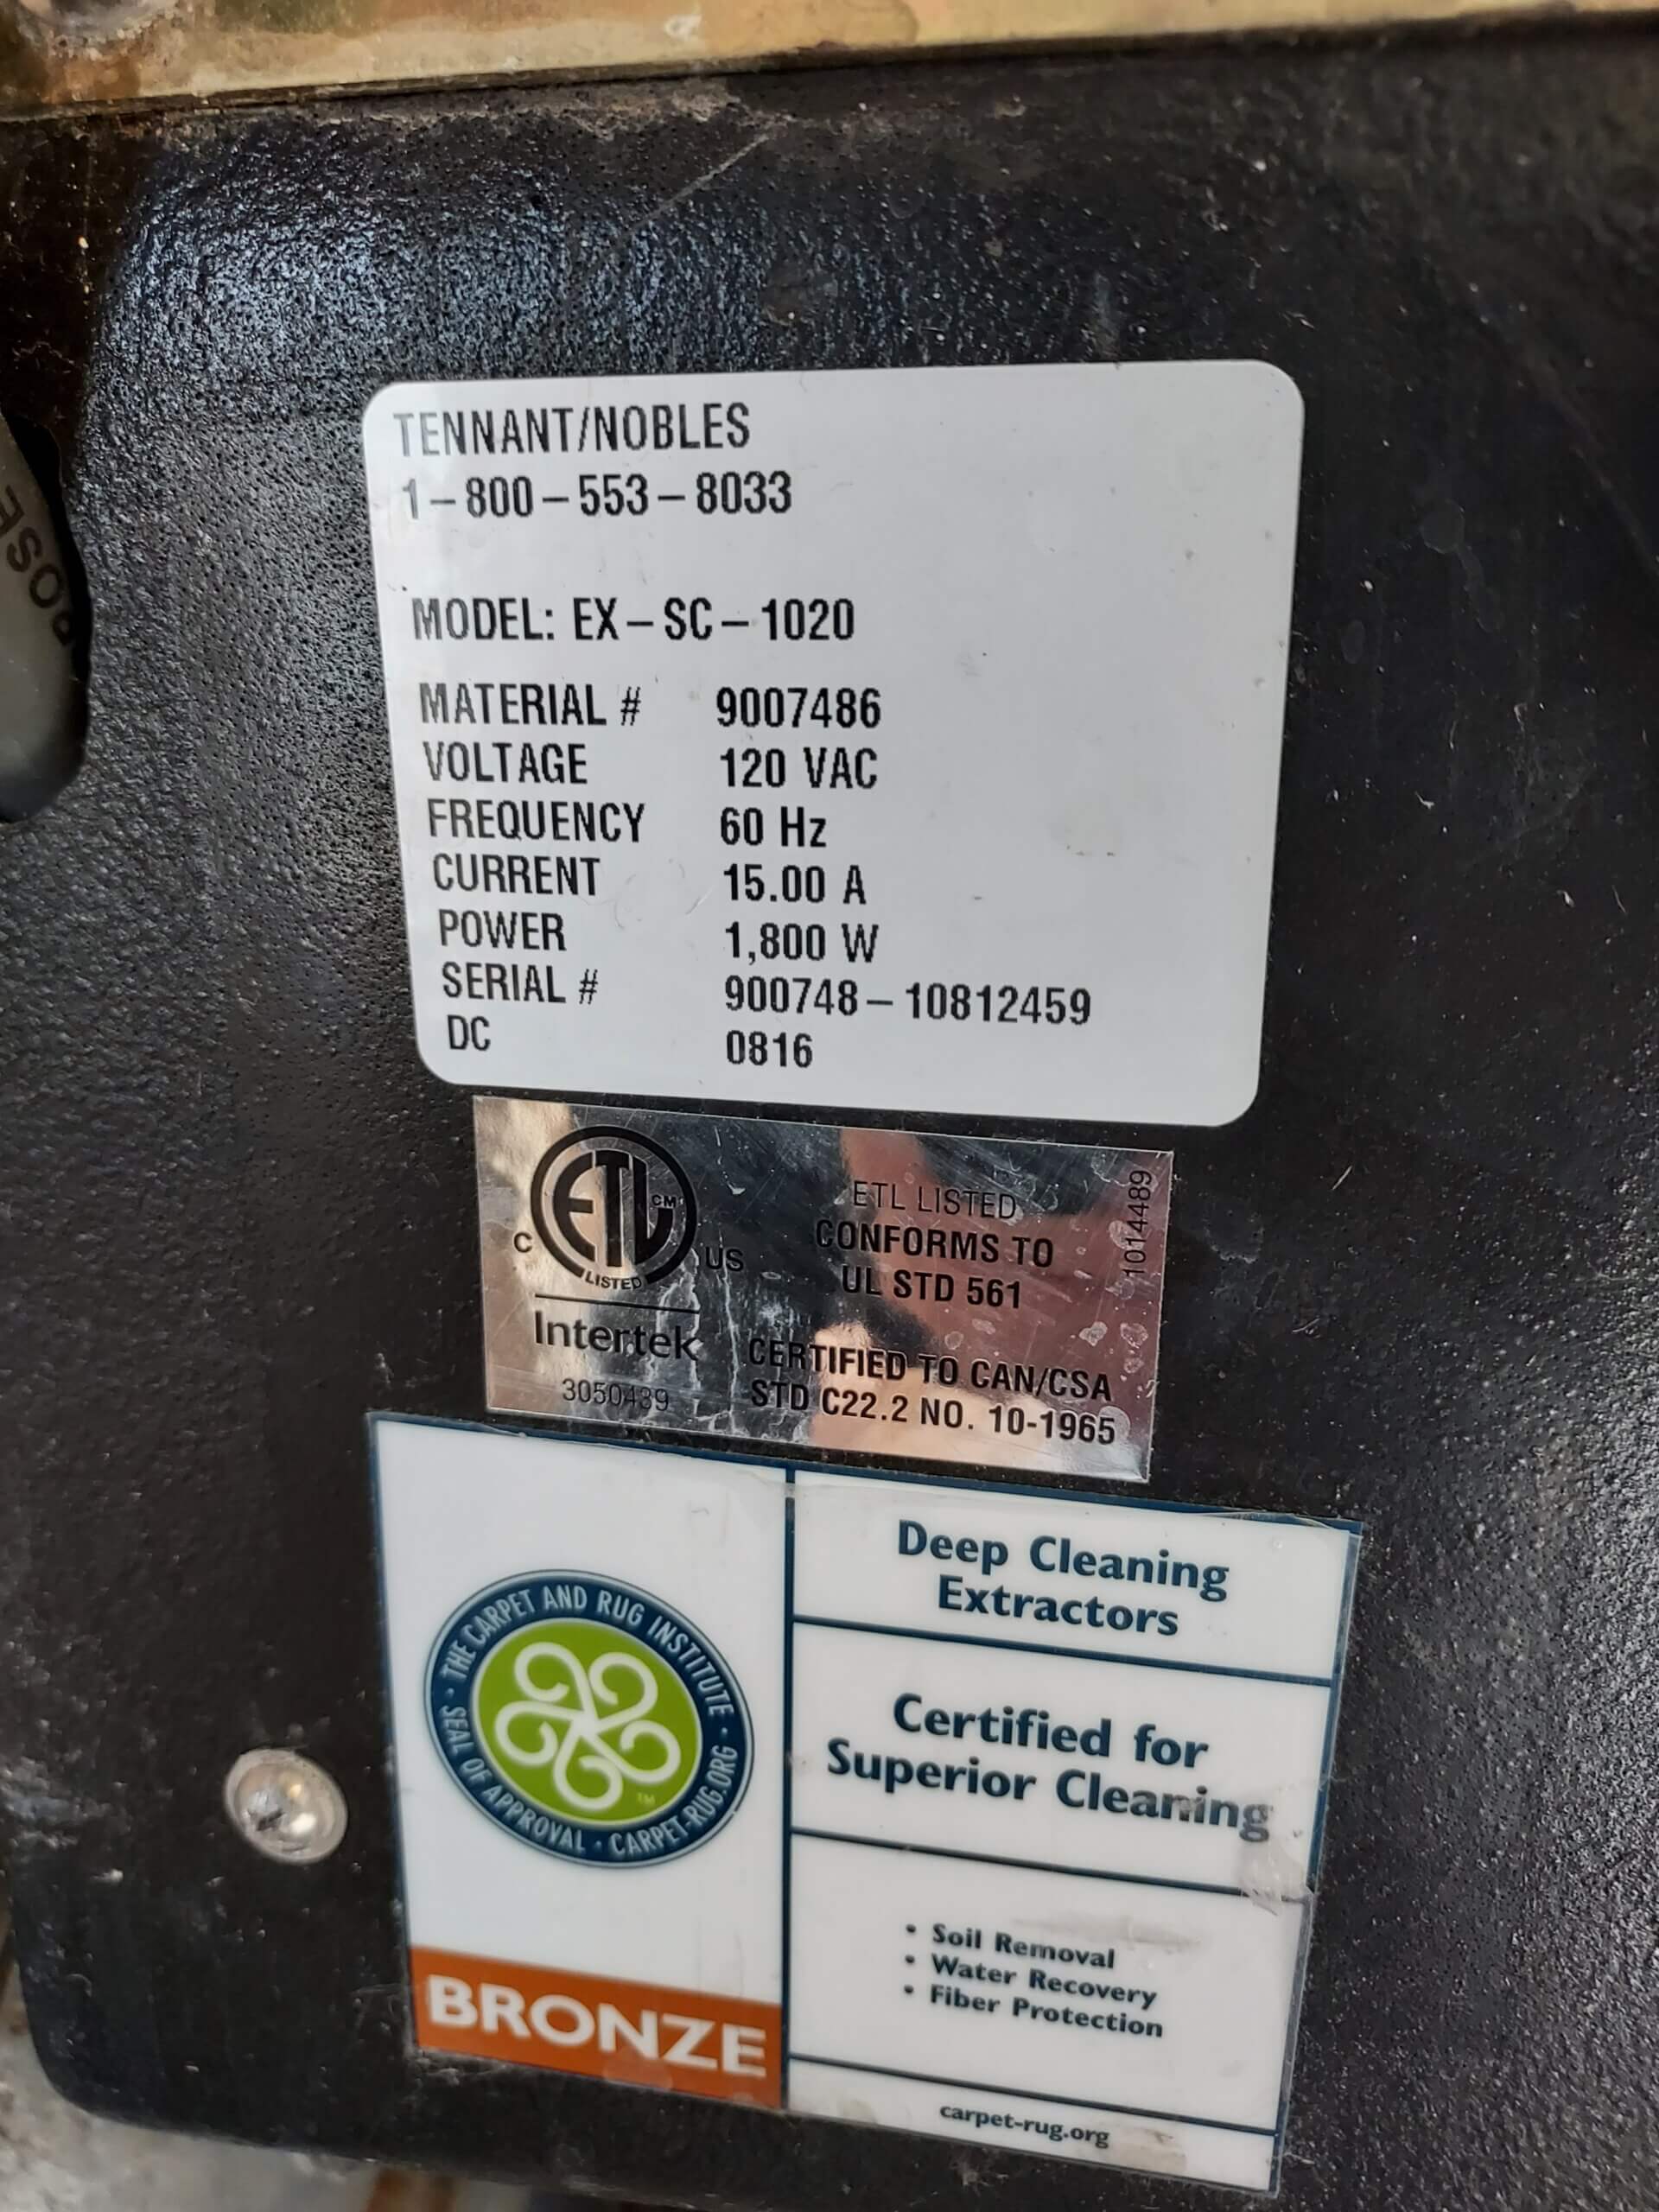 TENNANT/NOBLES
1-800-553-8033
MODEL: EX-SC-1020
MATERIAL # 9007486
VOLTAGE 120 VAC
FREQUENCY 60 Hz
CURRENT 15.00 A
POWER 1,800 W
SERIAL # 900748-10812459
DC 0816
ETL CM
C US
LISTED
Intertek
3050439
ETL LISTED
CONFORMS TO
UL STD 561
CERTIFIED TO CAN/CSA
STD C22.2 NO. 10-1965
1014489
THE CARPET AND RUG INSTITUTE
SEAL OF APPROVAL · CARPET-RUG.ORG
TM
BRONZE
Deep Cleaning
Extractors
Certified for
Superior Cleaning
• Soil Removal
• Water Recovery
• Fiber Protection
carpet-rug.org